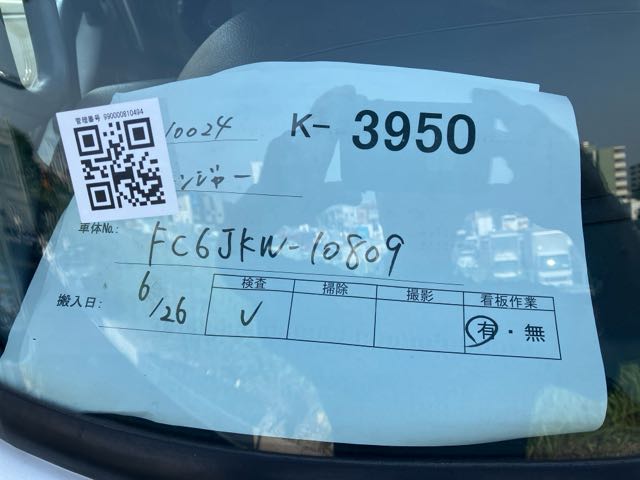 管理番号 990000810494
10024
K- 3950
ンジャー
車体No.: FC6JKW-10809
搬入日: 6/26
検査 掃除 撮影 看板作業
✓ 有・無